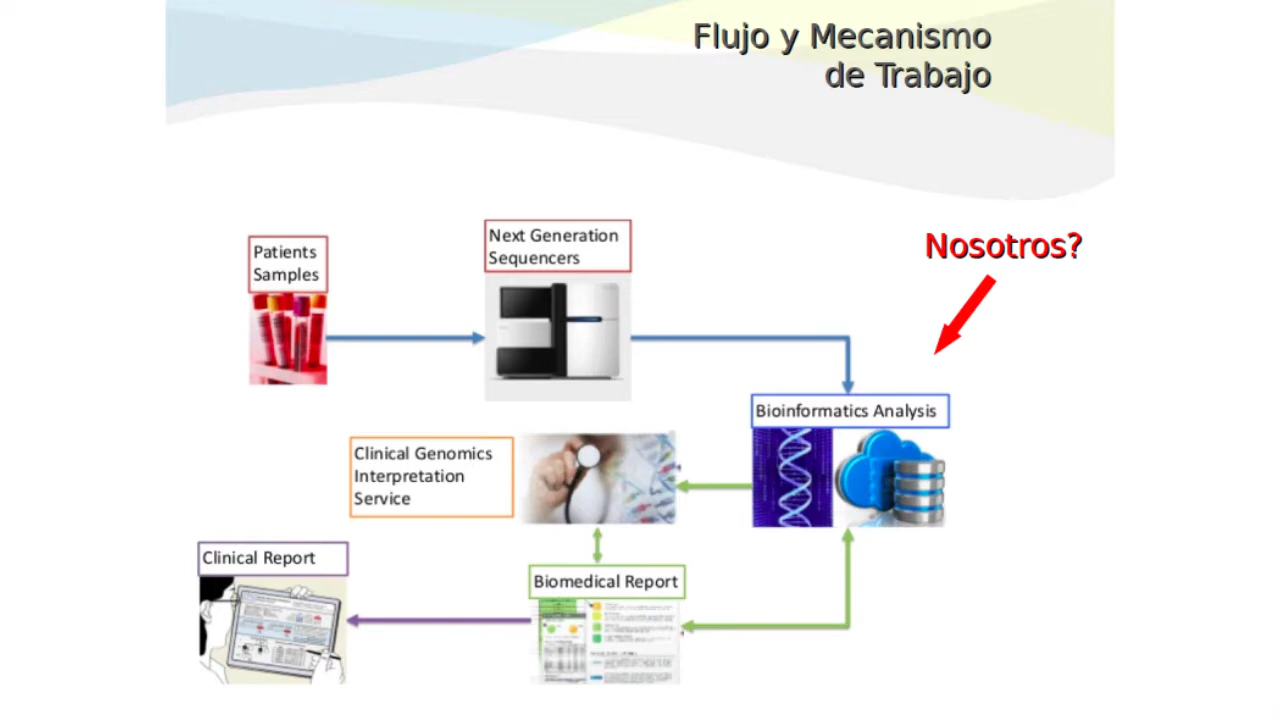 Flujo y Mecanismo
de Trabajo
Nosotros?
Patients
Samples
Next Generation
Sequencers
Bioinformatics Analysis
Clinical Genomics
Interpretation
Service
Clinical Report
Biomedical Report